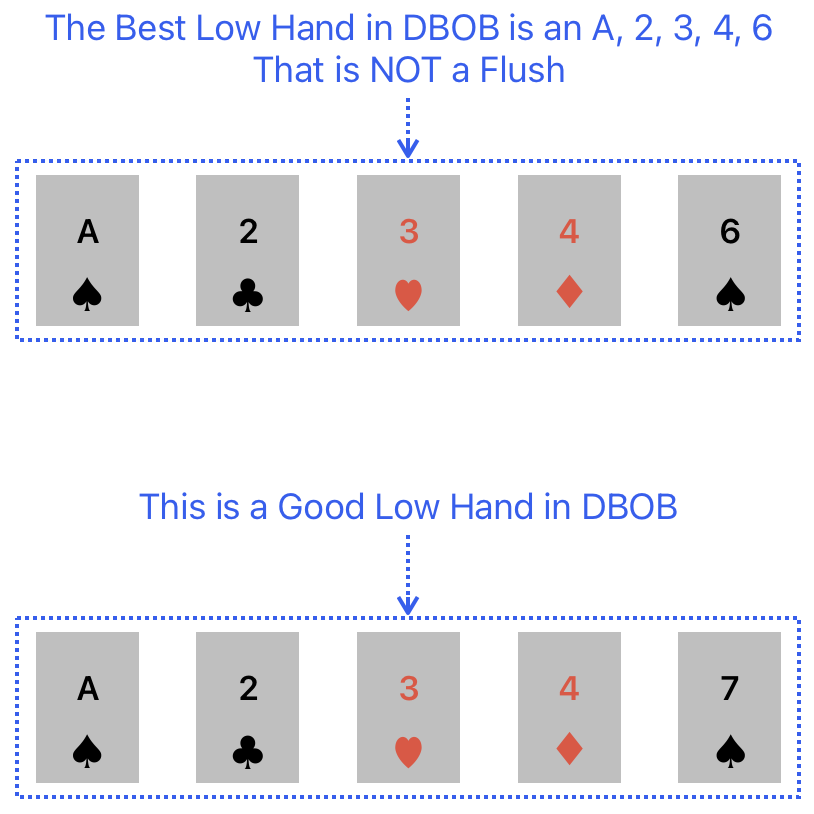 The Best Low Hand in DBOB is an A, 2, 3, 4, 6
That is NOT a Flush
A 2 3 4 6
This is a Good Low Hand in DBOB
A 2 3 4 7